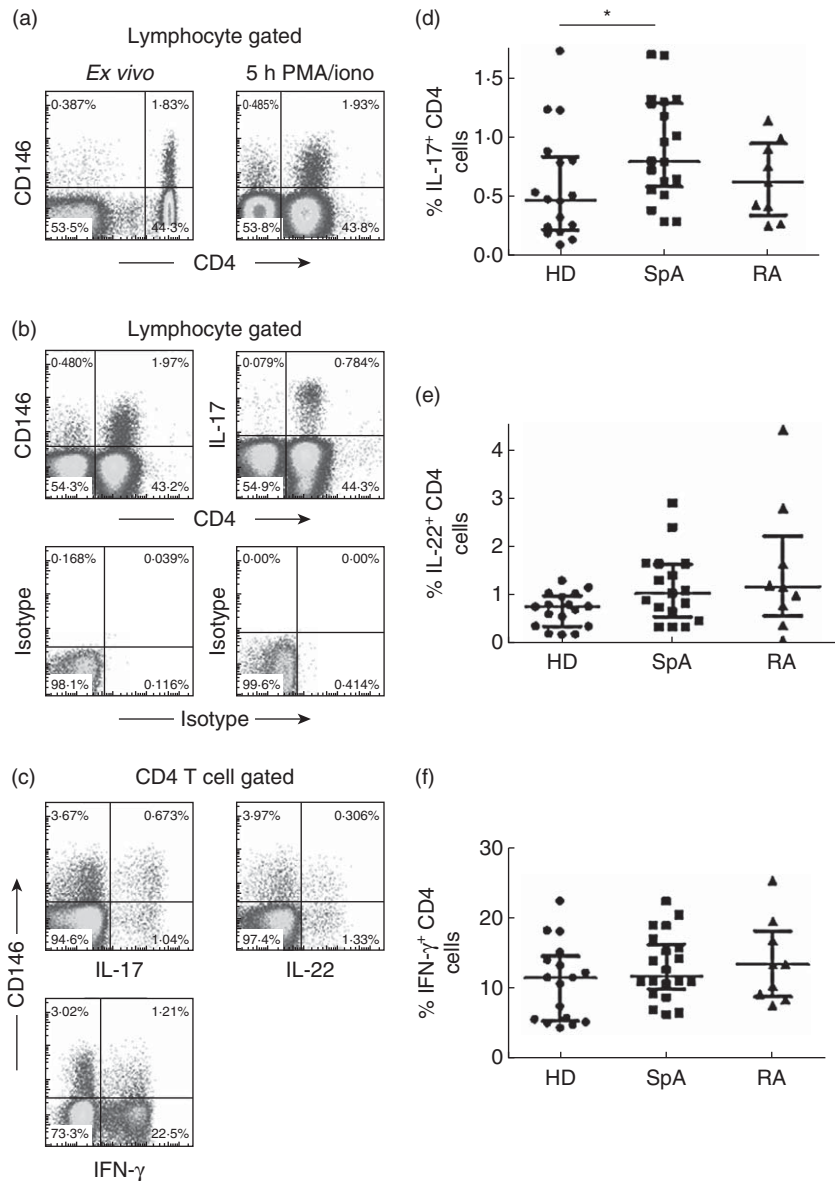 (a)
Lymphocyte gated
Ex vivo
5 h PMA/iono
0·387%
1·83%
0·485%
1·93%
CD146
53·5%
44·3%
53·8%
43·8%
CD4
(b)
Lymphocyte gated
0·480%
1·97%
0·079%
0·784%
CD146
IL-17
54·3%
43·2%
54·9%
44·3%
CD4
0·168%
0·039%
0·00%
0·00%
Isotype
Isotype
98·1%
0·116%
99·6%
0·414%
Isotype
(c)
CD4 T cell gated
3·67%
0·673%
3·97%
0·306%
94·6%
1·04%
97·4%
1·33%
IL-17
IL-22
CD146
3·02%
1·21%
73·3%
22·5%
IFN-γ
(d)
*
% IL-17+ CD4
cells
1·5
1·0
0·5
0·0
HD
SpA
RA
(e)
% IL-22+ CD4
cells
5
4
3
2
1
0
HD
SpA
RA
(f)
% IFN-γ+ CD4
cells
30
20
10
0
HD
SpA
RA